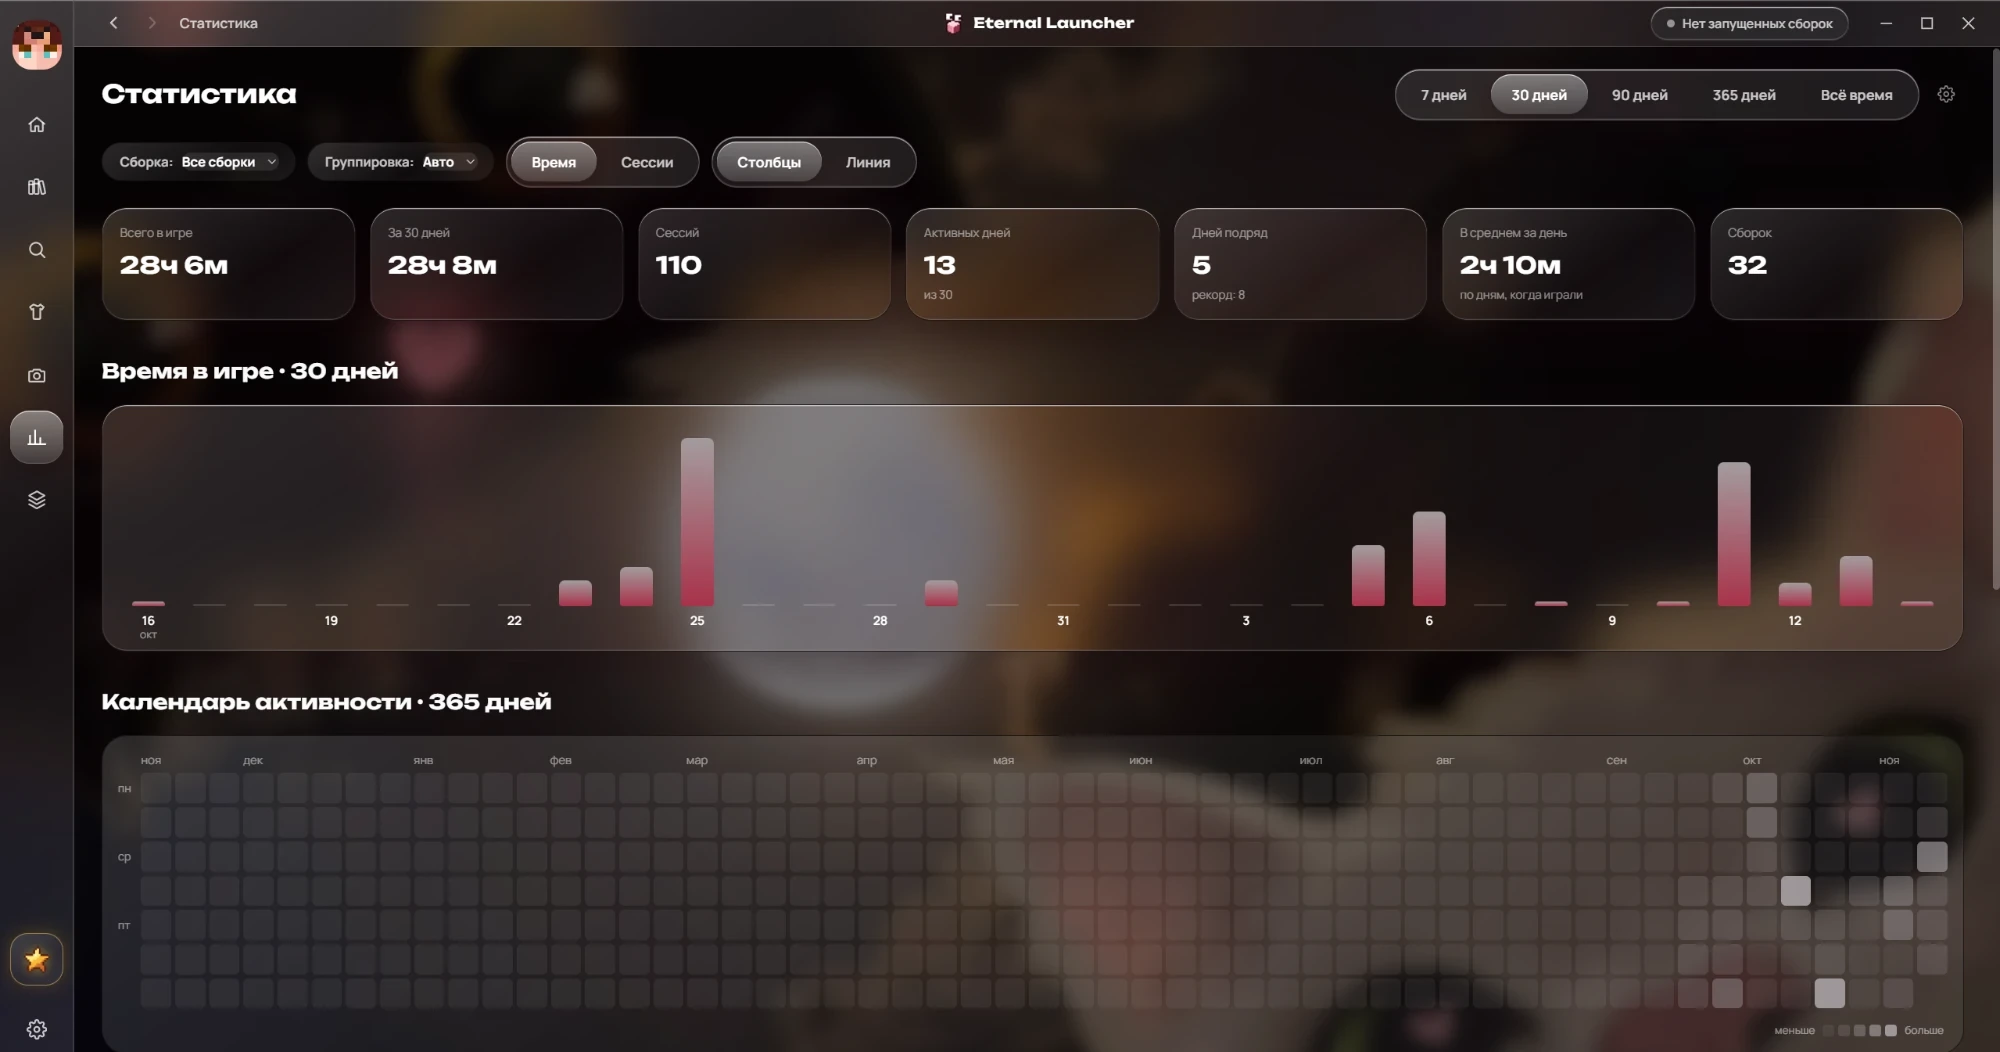 Статистика
Eternal Launcher
Нет запущенных сборок
Статистика
7 дней
30 дней
90 дней
365 дней
Всё время
Сборка: Все сборки
Группировка: Авто
Время
Сессии
Столбцы
Линия
Всего в игре
28ч 6м
За 30 дней
28ч 8м
Сессий
110
Активных дней
13
из 30
Дней подряд
5
рекорд: 8
В среднем за день
2ч 10м
по дням, когда играли
Сборок
32
Время в игре · 30 дней
16 19 22 25 28 31 3 6 9 12
окт
Календарь активности · 365 дней
ноя дек янв фев мар апр мая июн июл авг сен окт ноя
пн
ср
пт
меньше больше